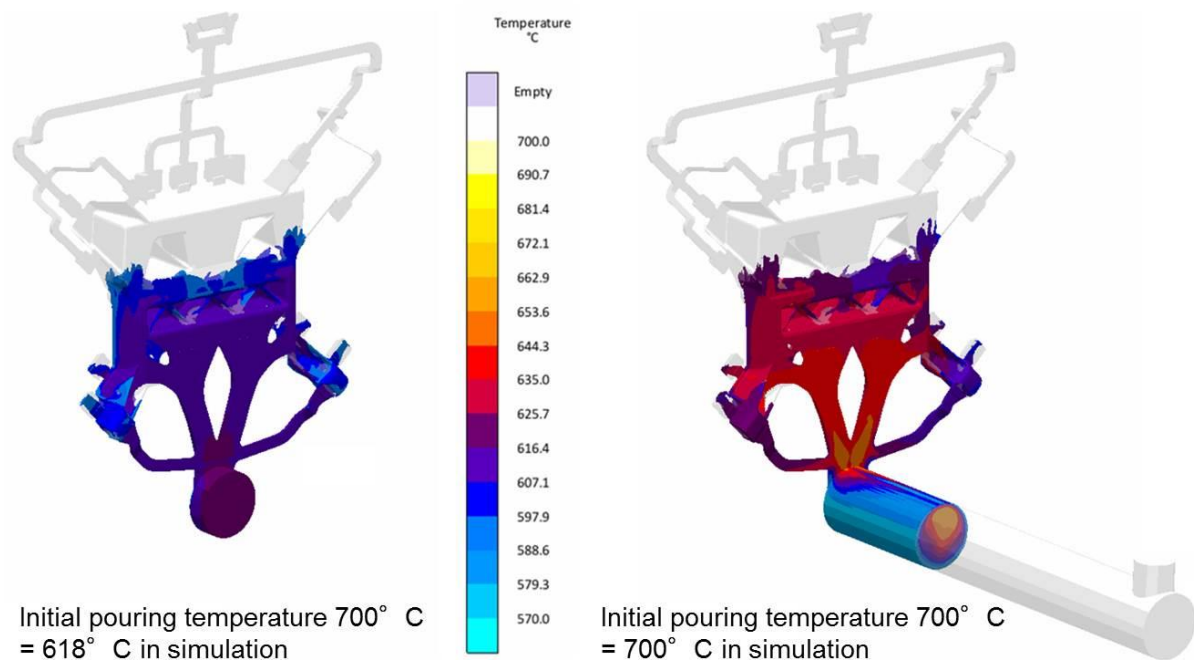 Temperature
°C
Empty
700.0
690.7
681.4
672.1
662.9
653.6
644.3
635.0
625.7
616.4
607.1
597.9
588.6
579.3
570.0
Initial pouring temperature 700° C
= 618° C in simulation
Initial pouring temperature 700° C
= 700° C in simulation